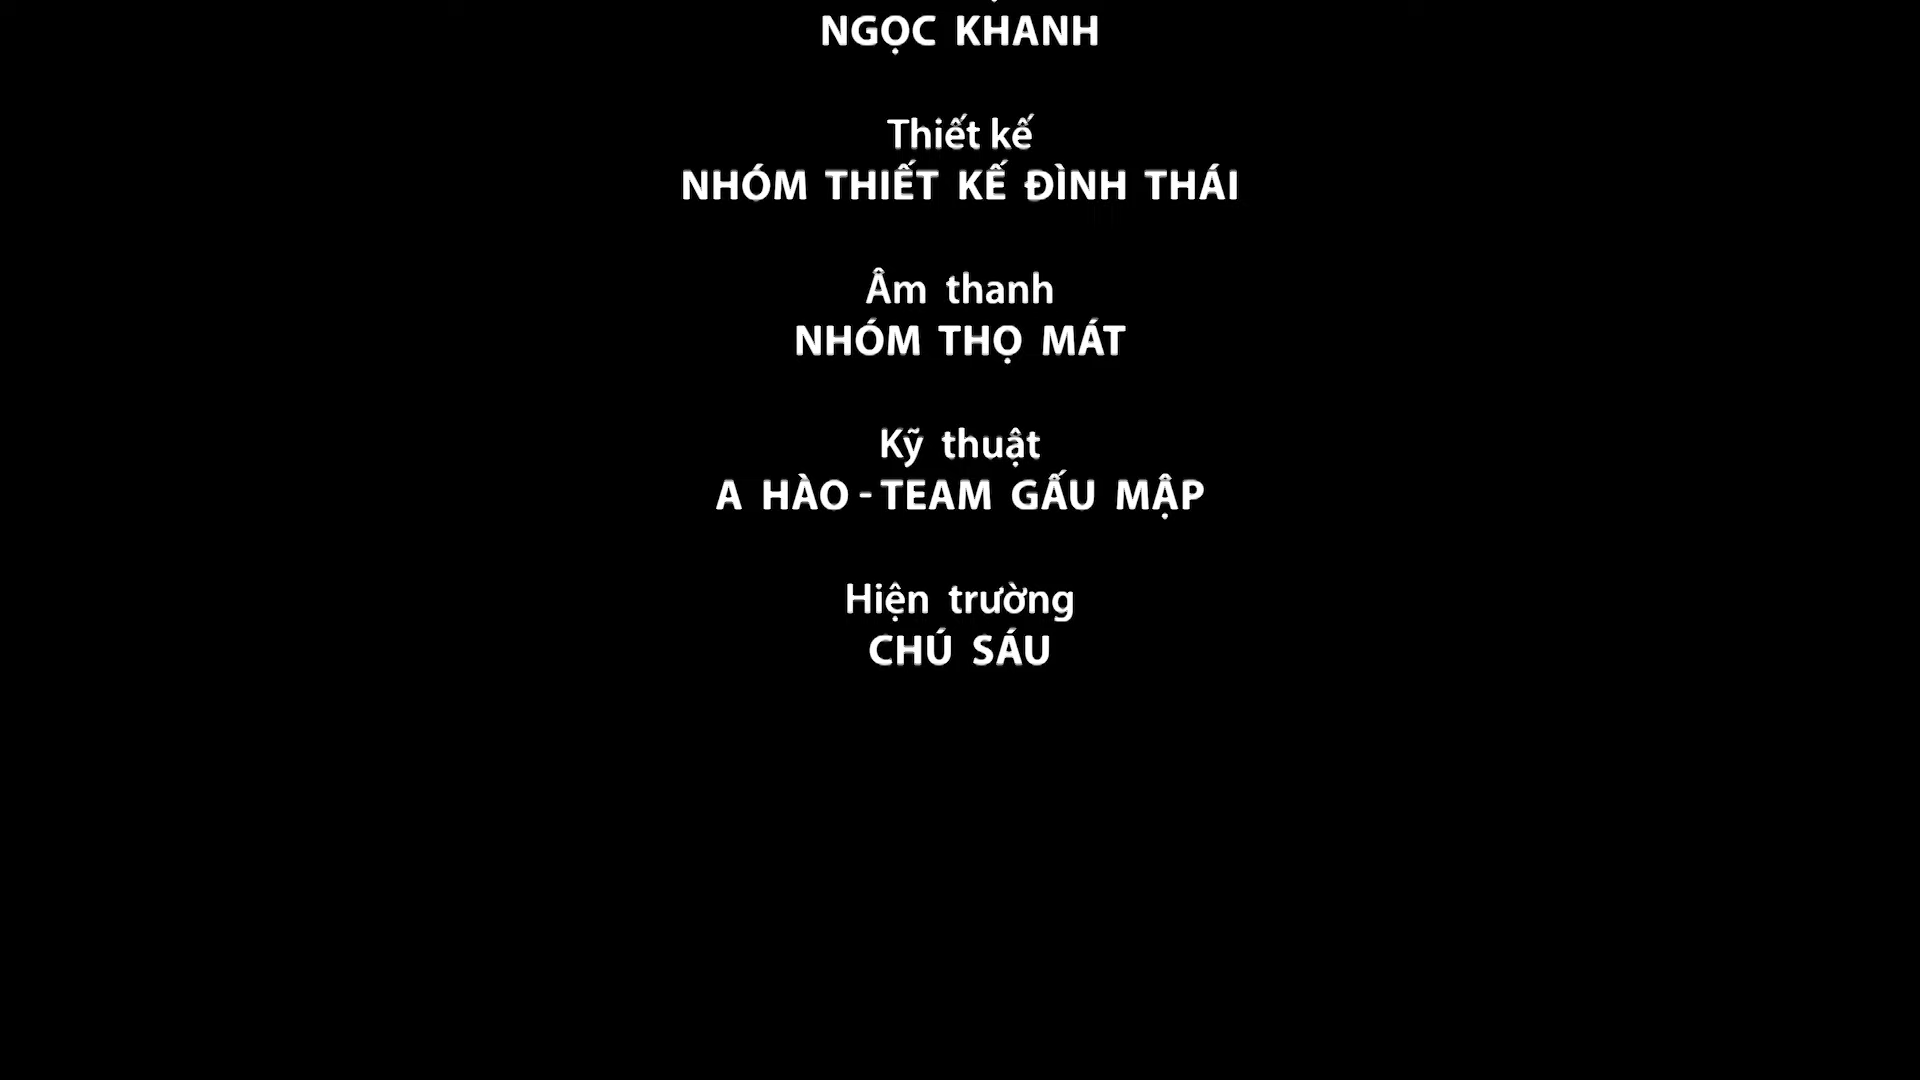 NGỌC KHANH
Thiết kế
NHÓM THIẾT KẾ ĐÌNH THÁI
Âm thanh
NHÓM THỌ MÁT
Kỹ thuật
A HÀO - TEAM GẤU MẬP
Hiện trường
CHÚ SÁU